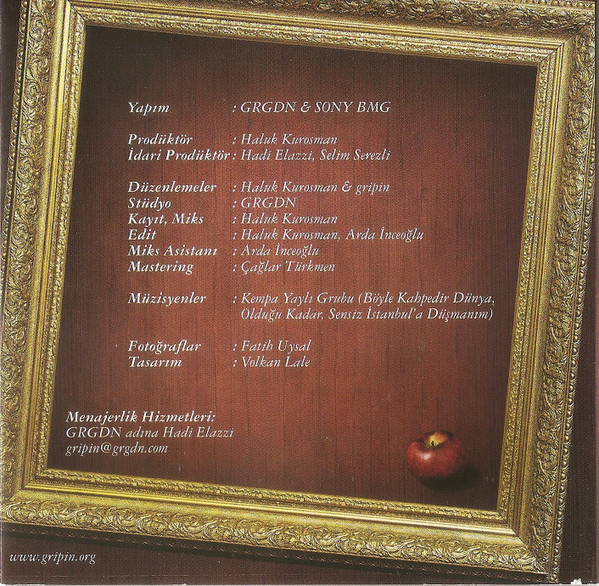 Yapım : GRGDN & SONY BMG
Prodüktör : Haluk Kurosman
İdari Prodüktör : Hadi Elazzi, Selim Serezli
Düzenlemeler : Haluk Kurosman & gripin
Stüdyo : GRGDN
Kayıt, Miks : Haluk Kurosman
Edit : Haluk Kurosman, Arda İnceoğlu
Miks Asistanı : Arda İnceoğlu
Mastering : Çağlar Türkmen
Müzisyenler : Kempa Yaylı Grubu (Böyle Kahpedir Dünya,
Olduğu Kadar, Sensiz İstanbul'a Düşmanım)
Fotoğraflar : Fatih Uysal
Tasarım : Volkan Lale
Menajerlik Hizmetleri:
GRGDN adına Hadi Elazzi
gripin@grgdn.com
www.gripin.org